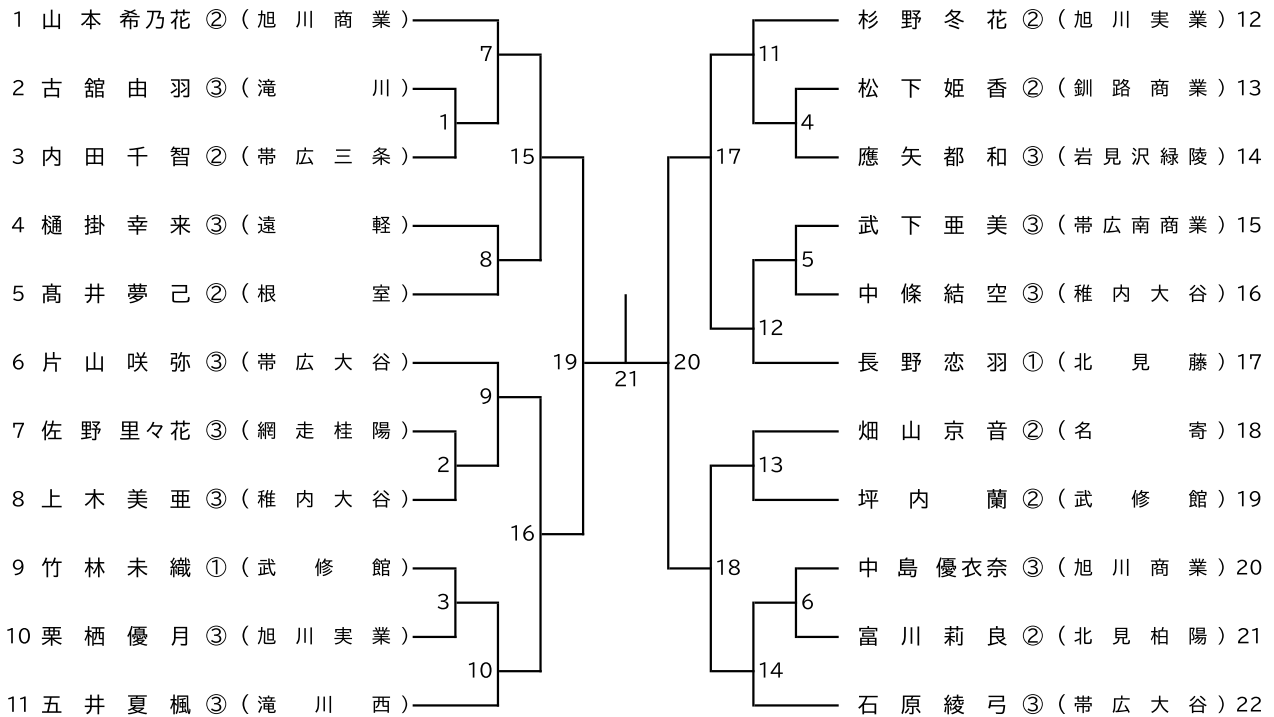 1 山本希乃花 ② (旭川商業)
2 古舘由羽 ③ (滝川)
3 内田千智 ② (帯広三条)
4 樋掛幸来 ③ (遠軽)
5 髙井夢己 ② (根室)
6 片山咲弥 ③ (帯広大谷)
7 佐野里々花 ③ (網走桂陽)
8 上木美亜 ③ (稚内大谷)
9 竹林未織 ① (武修館)
10 栗栖優月 ③ (旭川実業)
11 五井夏楓 ③ (滝川西)
7
1
15
8
19
9
2
16
3
10
21
11
4
17
5
12
20
13
18
6
14
杉野冬花 ② (旭川実業) 12
松下姫香 ② (釧路商業) 13
應矢都和 ③ (岩見沢緑陵) 14
武下亜美 ③ (帯広南商業) 15
中條結空 ③ (稚内大谷) 16
長野恋羽 ① (北見藤) 17
畑山京音 ② (名寄) 18
坪内蘭 ② (武修館) 19
中島優衣奈 ③ (旭川商業) 20
富川莉良 ② (北見柏陽) 21
石原綾弓 ③ (帯広大谷) 22